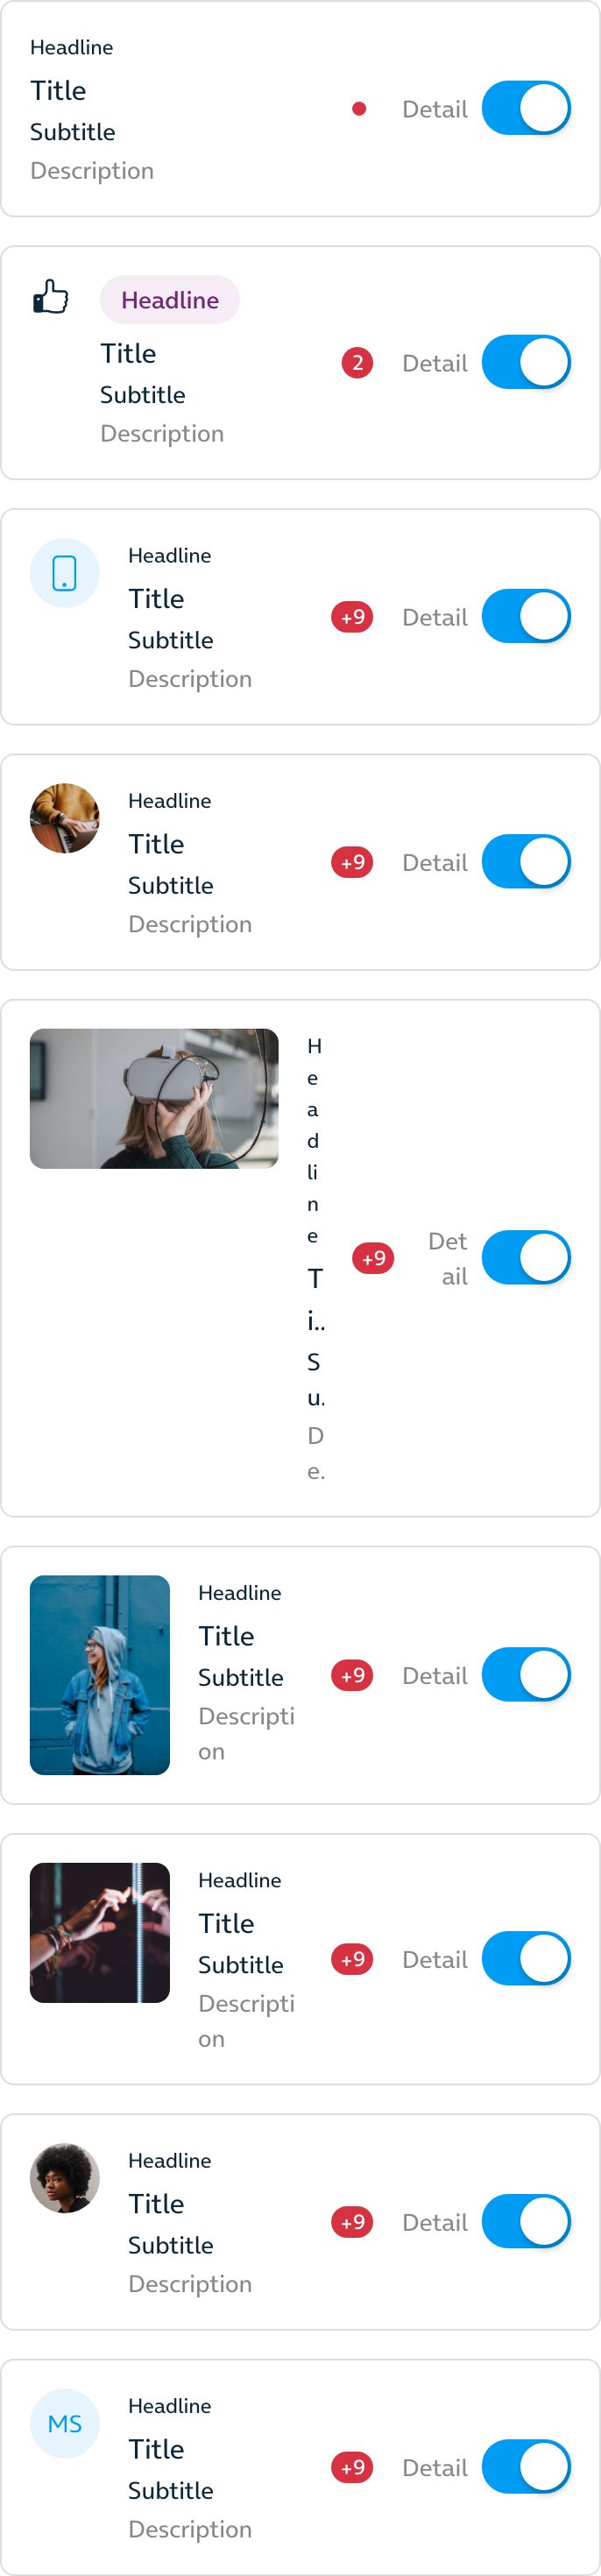 Headline
Title
Subtitle
Description
Detail
Headline
Title
Subtitle
Description
2
Detail
Headline
Title
Subtitle
Description
+9
Detail
Headline
Title
Subtitle
Description
+9
Detail
H
e
a
d
li
n
e
T
i..
S
u.
D
e.
+9
Det
ail
Headline
Title
Subtitle
Descripti
on
+9
Detail
Headline
Title
Subtitle
Descripti
on
+9
Detail
Headline
Title
Subtitle
Description
+9
Detail
MS
Headline
Title
Subtitle
Description
+9
Detail